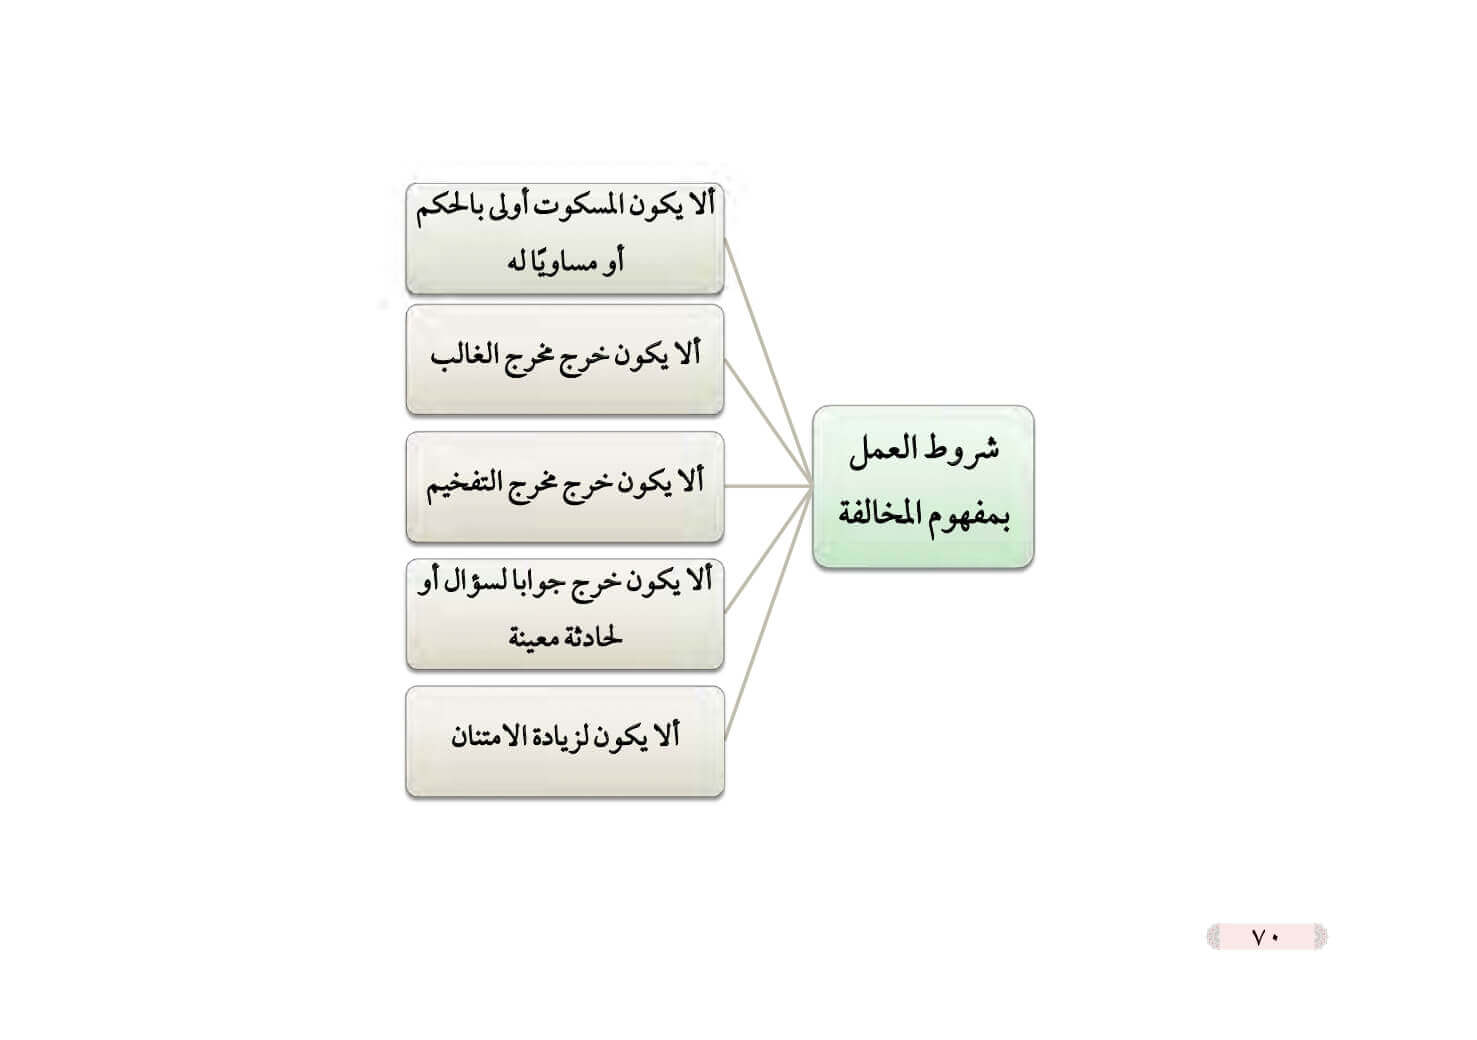 شروط العمل
بمفهوم المخالفة
ألا يكون المسكوت أولى بالحكم
أو مساويًا له
ألا يكون خرج مخرج الغالب
ألا يكون خرج مخرج التفخيم
ألا يكون خرج جوابا لسؤال أو
لحادثة معينة
ألا يكون لزيادة الامتنان
٧٠